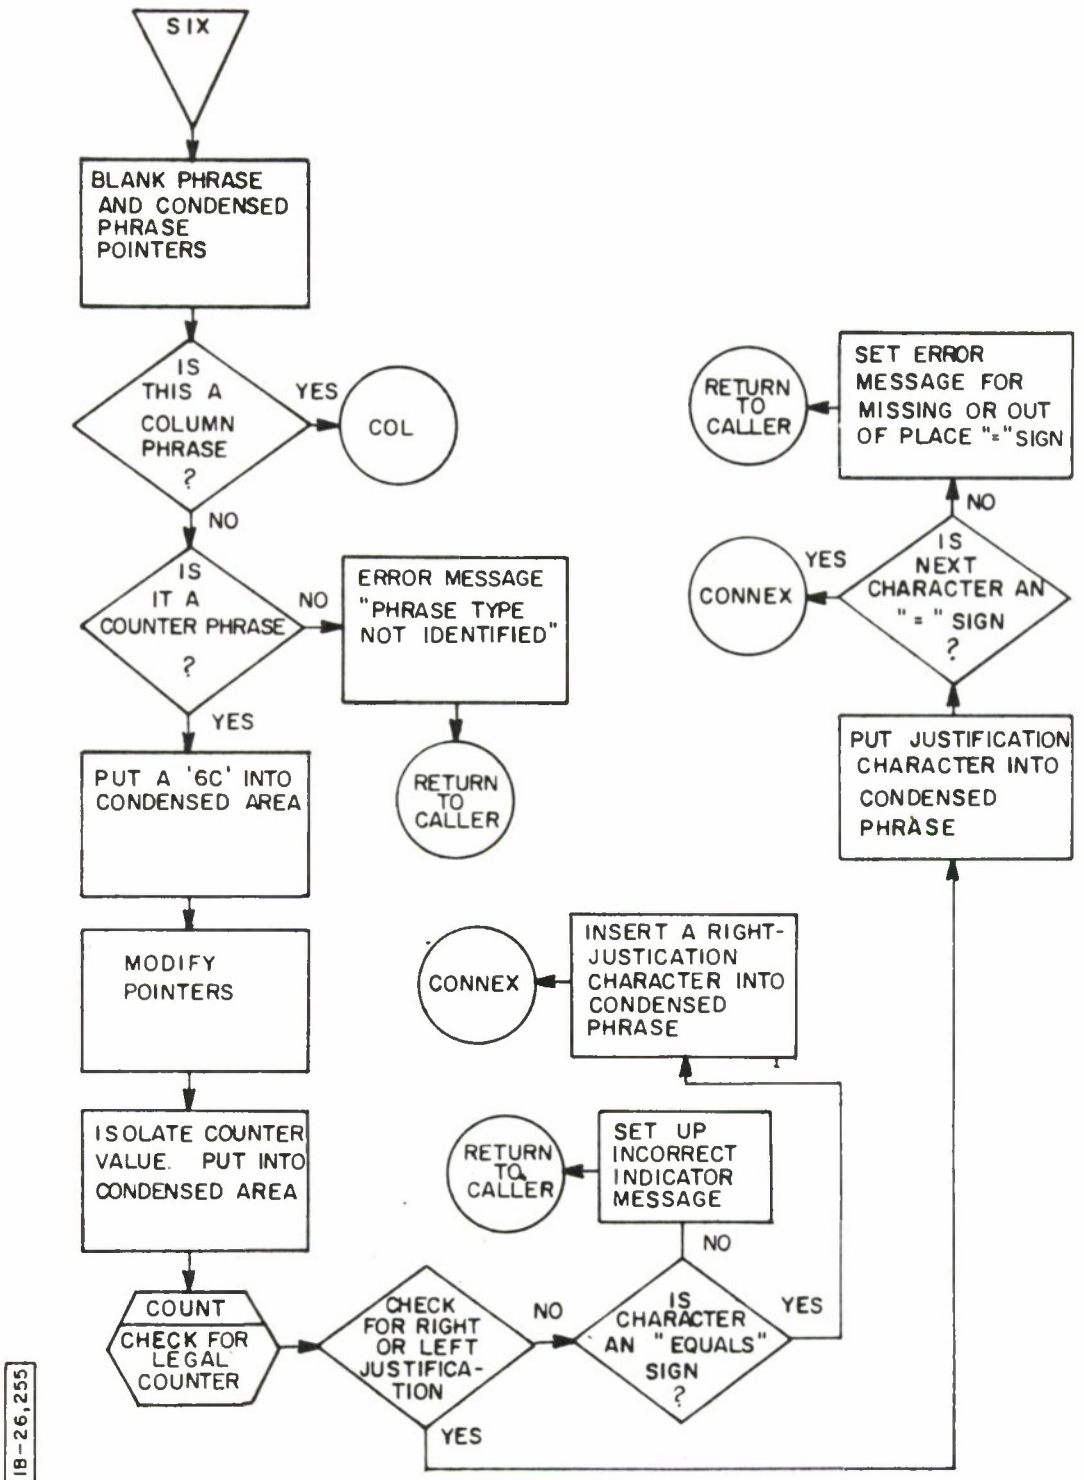 SIX
BLANK PHRASE
AND CONDENSED
PHRASE
POINTERS
IS
THIS A
COLUMN
PHRASE
?
YES
COL
NO
IS
IT A
COUNTER PHRASE
?
NO
ERROR MESSAGE
"PHRASE TYPE
NOT IDENTIFIED"
RETURN
TO
CALLER
YES
PUT A '6C' INTO
CONDENSED AREA
MODIFY
POINTERS
ISOLATE COUNTER
VALUE. PUT INTO
CONDENSED AREA
COUNT
CHECK FOR
LEGAL
COUNTER
CHECK
FOR RIGHT
OR LEFT
JUSTIFICA-
TION
NO
YES
IS
CHARACTER
AN "EQUALS"
SIGN
?
NO
YES
SET UP
INCORRECT
INDICATOR
MESSAGE
RETURN
TO
CALLER
INSERT A RIGHT-
JUSTICATION
CHARACTER INTO
CONDENSED
PHRASE
CONNEX
PUT JUSTIFICATION
CHARACTER INTO
CONDENSED
PHRASE
IS
NEXT
CHARACTER AN
"=" SIGN
?
YES
CONNEX
NO
SET ERROR
MESSAGE FOR
MISSING OR OUT
OF PLACE "=" SIGN
RETURN
TO
CALLER
IB-26,255